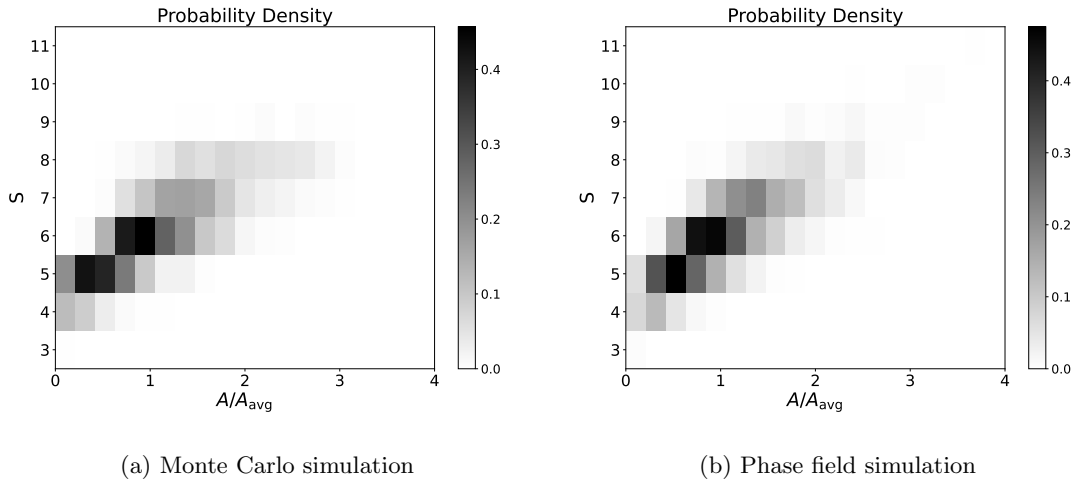 Probability Density
11
10
9
8
7
6
5
4
3
S
0 1 2 3 4
A/A_avg
0.4
0.3
0.2
0.1
0.0
(a) Monte Carlo simulation
Probability Density
11
10
9
8
7
6
5
4
3
S
0 1 2 3 4
A/A_avg
0.4
0.3
0.2
0.1
0.0
(b) Phase field simulation